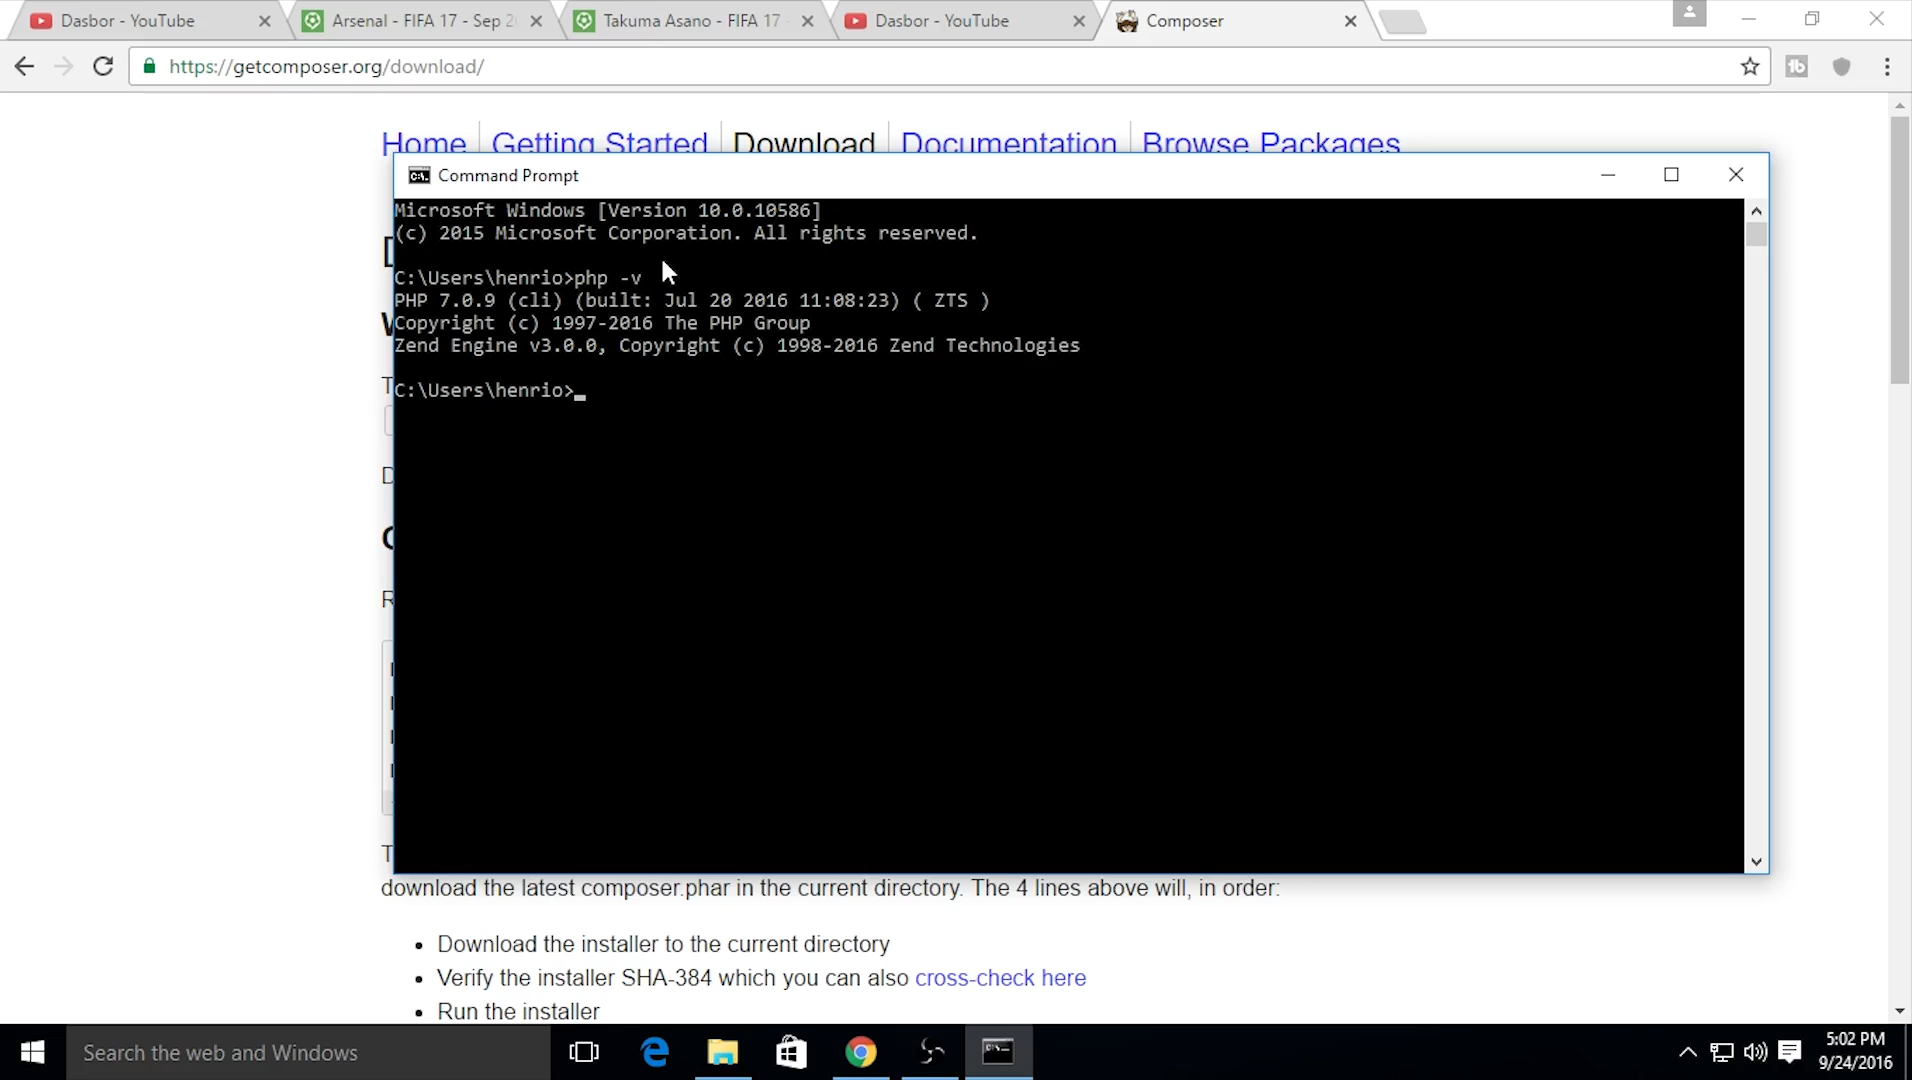 Dasbor - YouTube
Arsenal - FIFA 17 - Sep 2
Takuma Asano - FIFA 17 -
Dasbor - YouTube
Composer
https://getcomposer.org/download/
Home
Getting Started
Download
Documentation
Browse Packages
Command Prompt
Microsoft Windows [Version 10.0.10586]
(c) 2015 Microsoft Corporation. All rights reserved.
C:\Users\henrio>php -v
PHP 7.0.9 (cli) (built: Jul 20 2016 11:08:23) ( ZTS )
Copyright (c) 1997-2016 The PHP Group
Zend Engine v3.0.0, Copyright (c) 1998-2016 Zend Technologies
C:\Users\henrio>
download the latest composer.phar in the current directory. The 4 lines above will, in order:
• Download the installer to the current directory
• Verify the installer SHA-384 which you can also cross-check here
• Run the installer
Search the web and Windows
5:02 PM
9/24/2016